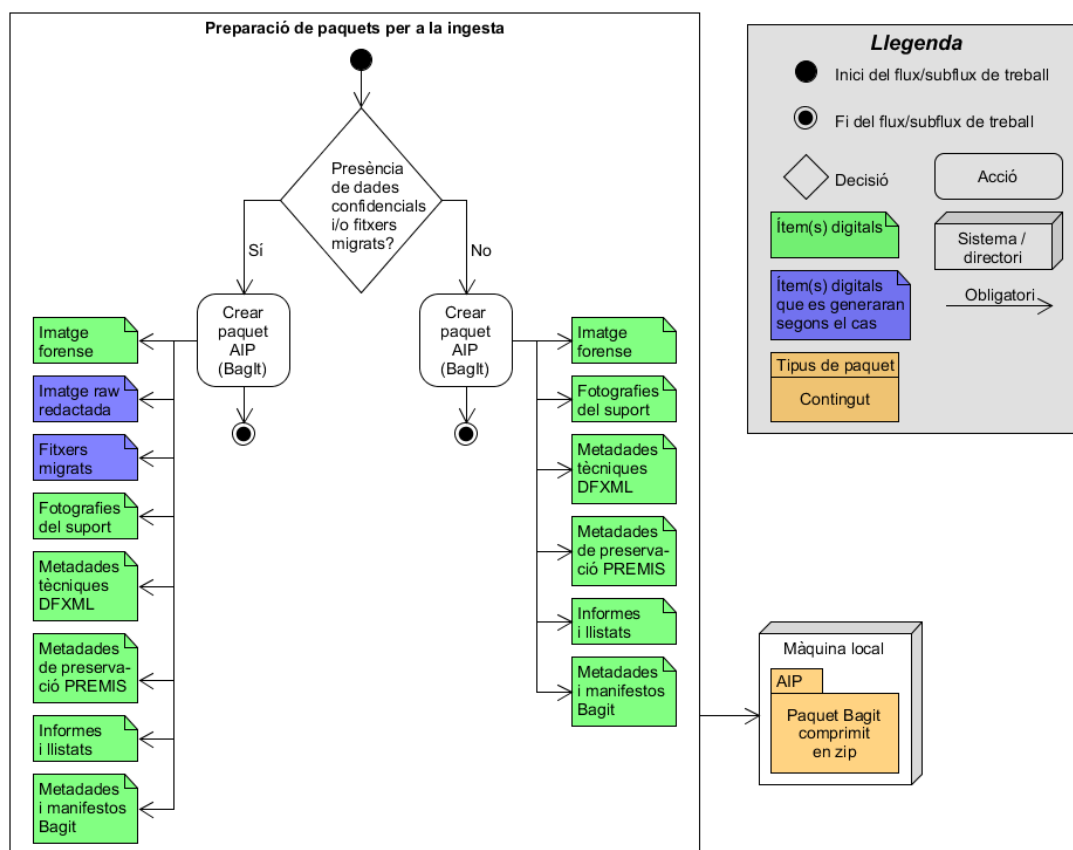 Preparació de paquets per a la ingesta
Presència
de dades
confidencials
i/o fitxers
migrats?
Sí
No
Crear
paquet
AIP
(BagIt)
Crear
paquet
AIP
(BagIt)
Imatge
forense
Imatge raw
redactada
Fitxers
migrats
Fotografies
del suport
Metadades
tècniques
DFXML
Metadades
de preserva-
ció PREMIS
Informes
i llistats
Metadades
i manifestos
Bagit
Imatge
forense
Fotografies
del suport
Metadades
tècniques
DFXML
Metadades
de preserva-
ció PREMIS
Informes
i llistats
Metadades
i manifestos
Bagit
Llegenda
Inici del flux/subflux de treball
Fi del flux/subflux de treball
Decisió
Acció
Ítem(s) digitals
Sistema /
directori
Ítem(s) digitals
que es generaran
segons el cas
Obligatori
Tipus de paquet
Contingut
Màquina local
AIP
Paquet Bagit
comprimit
en zip